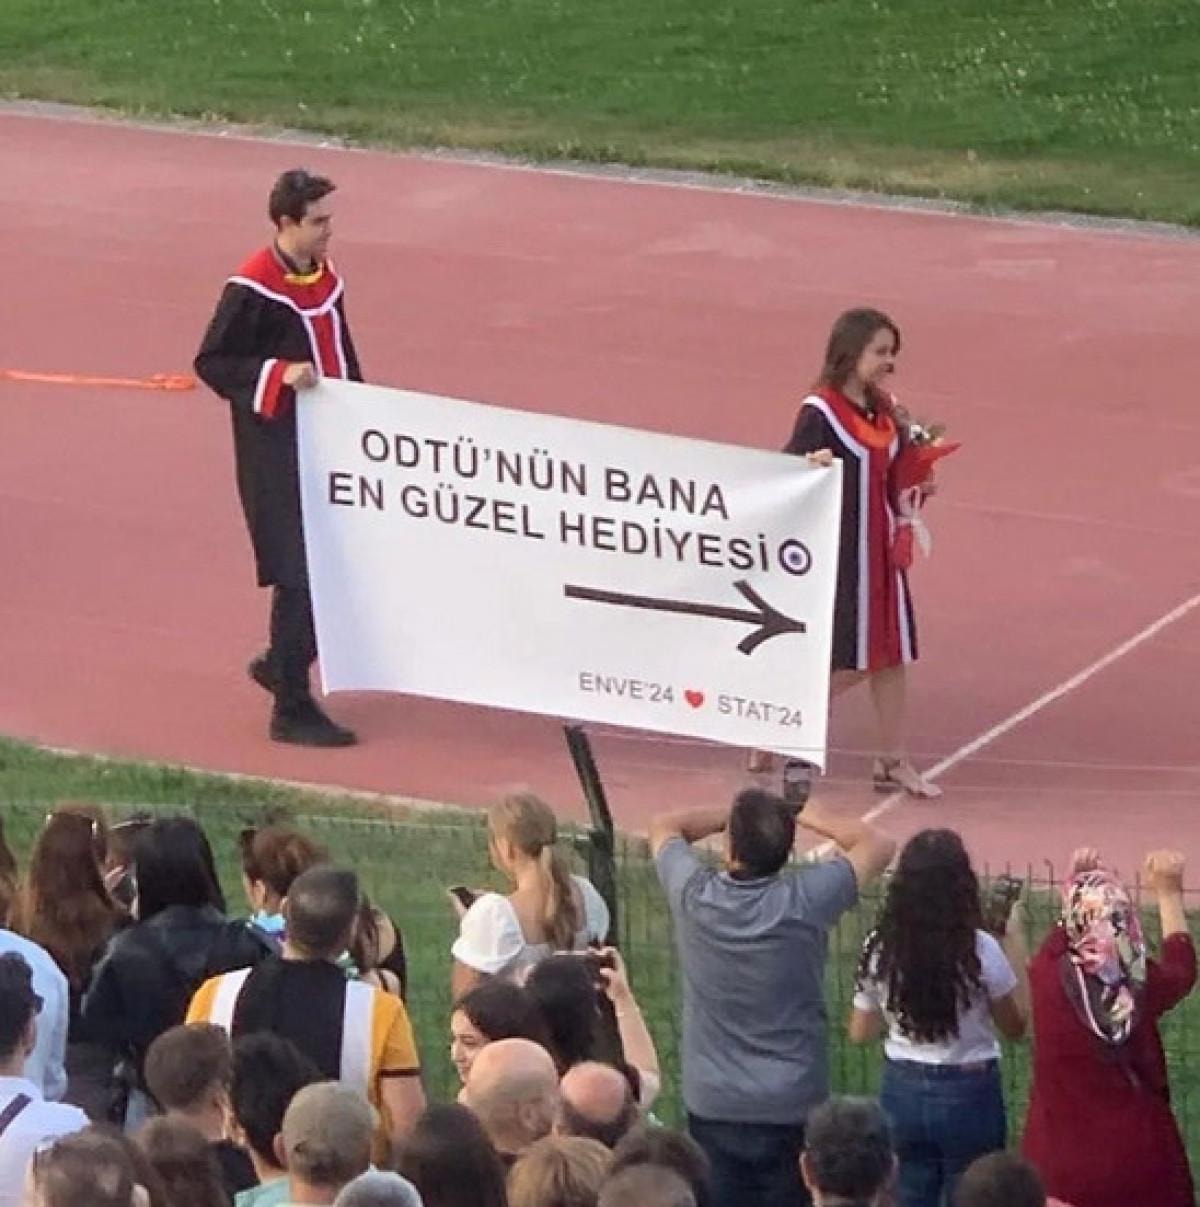 ODTÜ'NÜN BANA
EN GÜZEL HEDİYESİ
ENVE'24 ❤ STAT'24